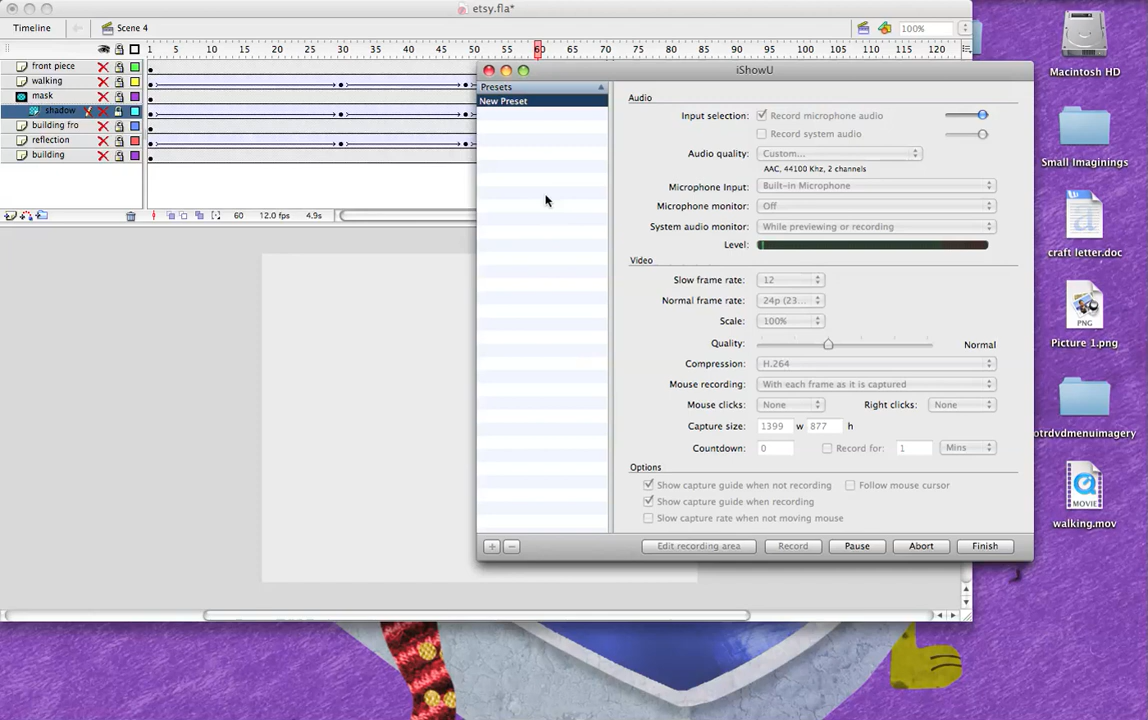 etsy.fla*
Timeline
Scene 4
100%
1 5 10 15 20 25 30 35 40 45 50 55 60 65 70 75 80 85 90 95 100 105 110 115 120
front piece
walking
mask
shadow
building fro
reflection
building
60 12.0 fps 4.9s
iShowU
Presets
New Preset
Audio
Input selection: Record microphone audio
Record system audio
Audio quality: Custom...
AAC, 44100 Khz, 2 channels
Microphone Input: Built-in Microphone
Microphone monitor: Off
System audio monitor: While previewing or recording
Level:
Video
Slow frame rate: 12
Normal frame rate: 24p (23...
Scale: 100%
Quality: Normal
Compression: H.264
Mouse recording: With each frame as it is captured
Mouse clicks: None Right clicks: None
Capture size: 1399 w 877 h
Countdown: 0 Record for: 1 Mins
Options
Show capture guide when not recording Follow mouse cursor
Show capture guide when recording
Slow capture rate when not moving mouse
+ − Edit recording area Record Pause Abort Finish
Macintosh HD
Small Imaginings
craft letter.doc
PNG
Picture 1.png
otrdvdmenuimagery
MOVIE
walking.mov